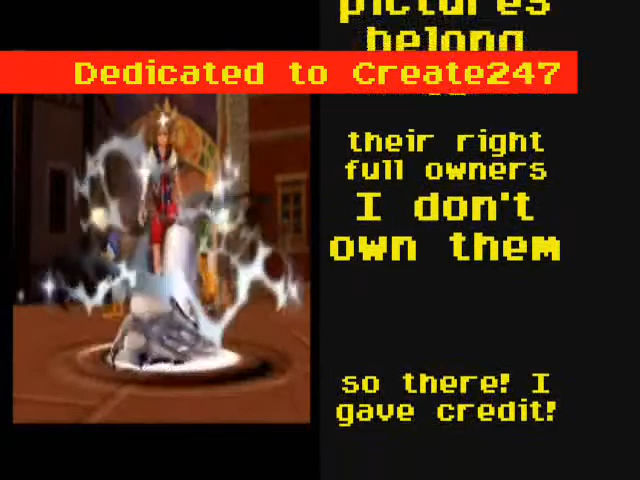 pictures
belong
Dedicated to Create247
their right
full owners
I don't
own them
so there! I
gave credit!